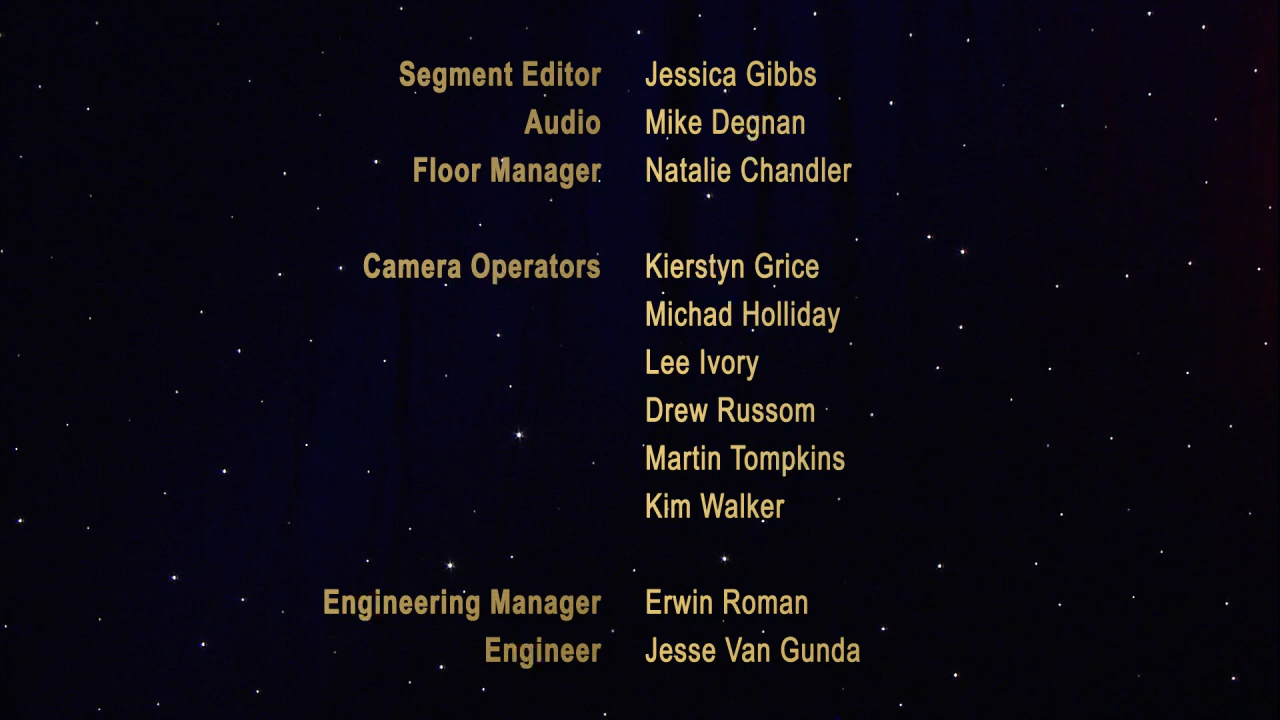 Segment Editor Jessica Gibbs
Audio Mike Degnan
Floor Manager Natalie Chandler
Camera Operators Kierstyn Grice
Michad Holliday
Lee Ivory
Drew Russom
Martin Tompkins
Kim Walker
Engineering Manager Erwin Roman
Engineer Jesse Van Gunda